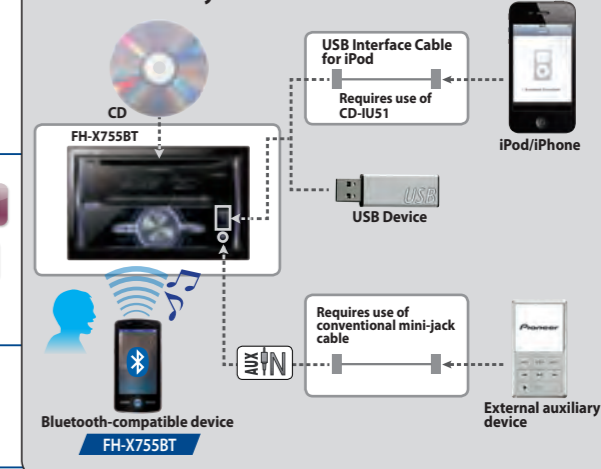 USB Interface Cable
for iPod
Requires use of
CD-IU51
iPod/iPhone
CD
FH-X755BT
USB
USB Device
Requires use of
conventional mini-jack
cable
AUX IN
Pioneer
External auxiliary
device
Bluetooth-compatible device
FH-X755BT